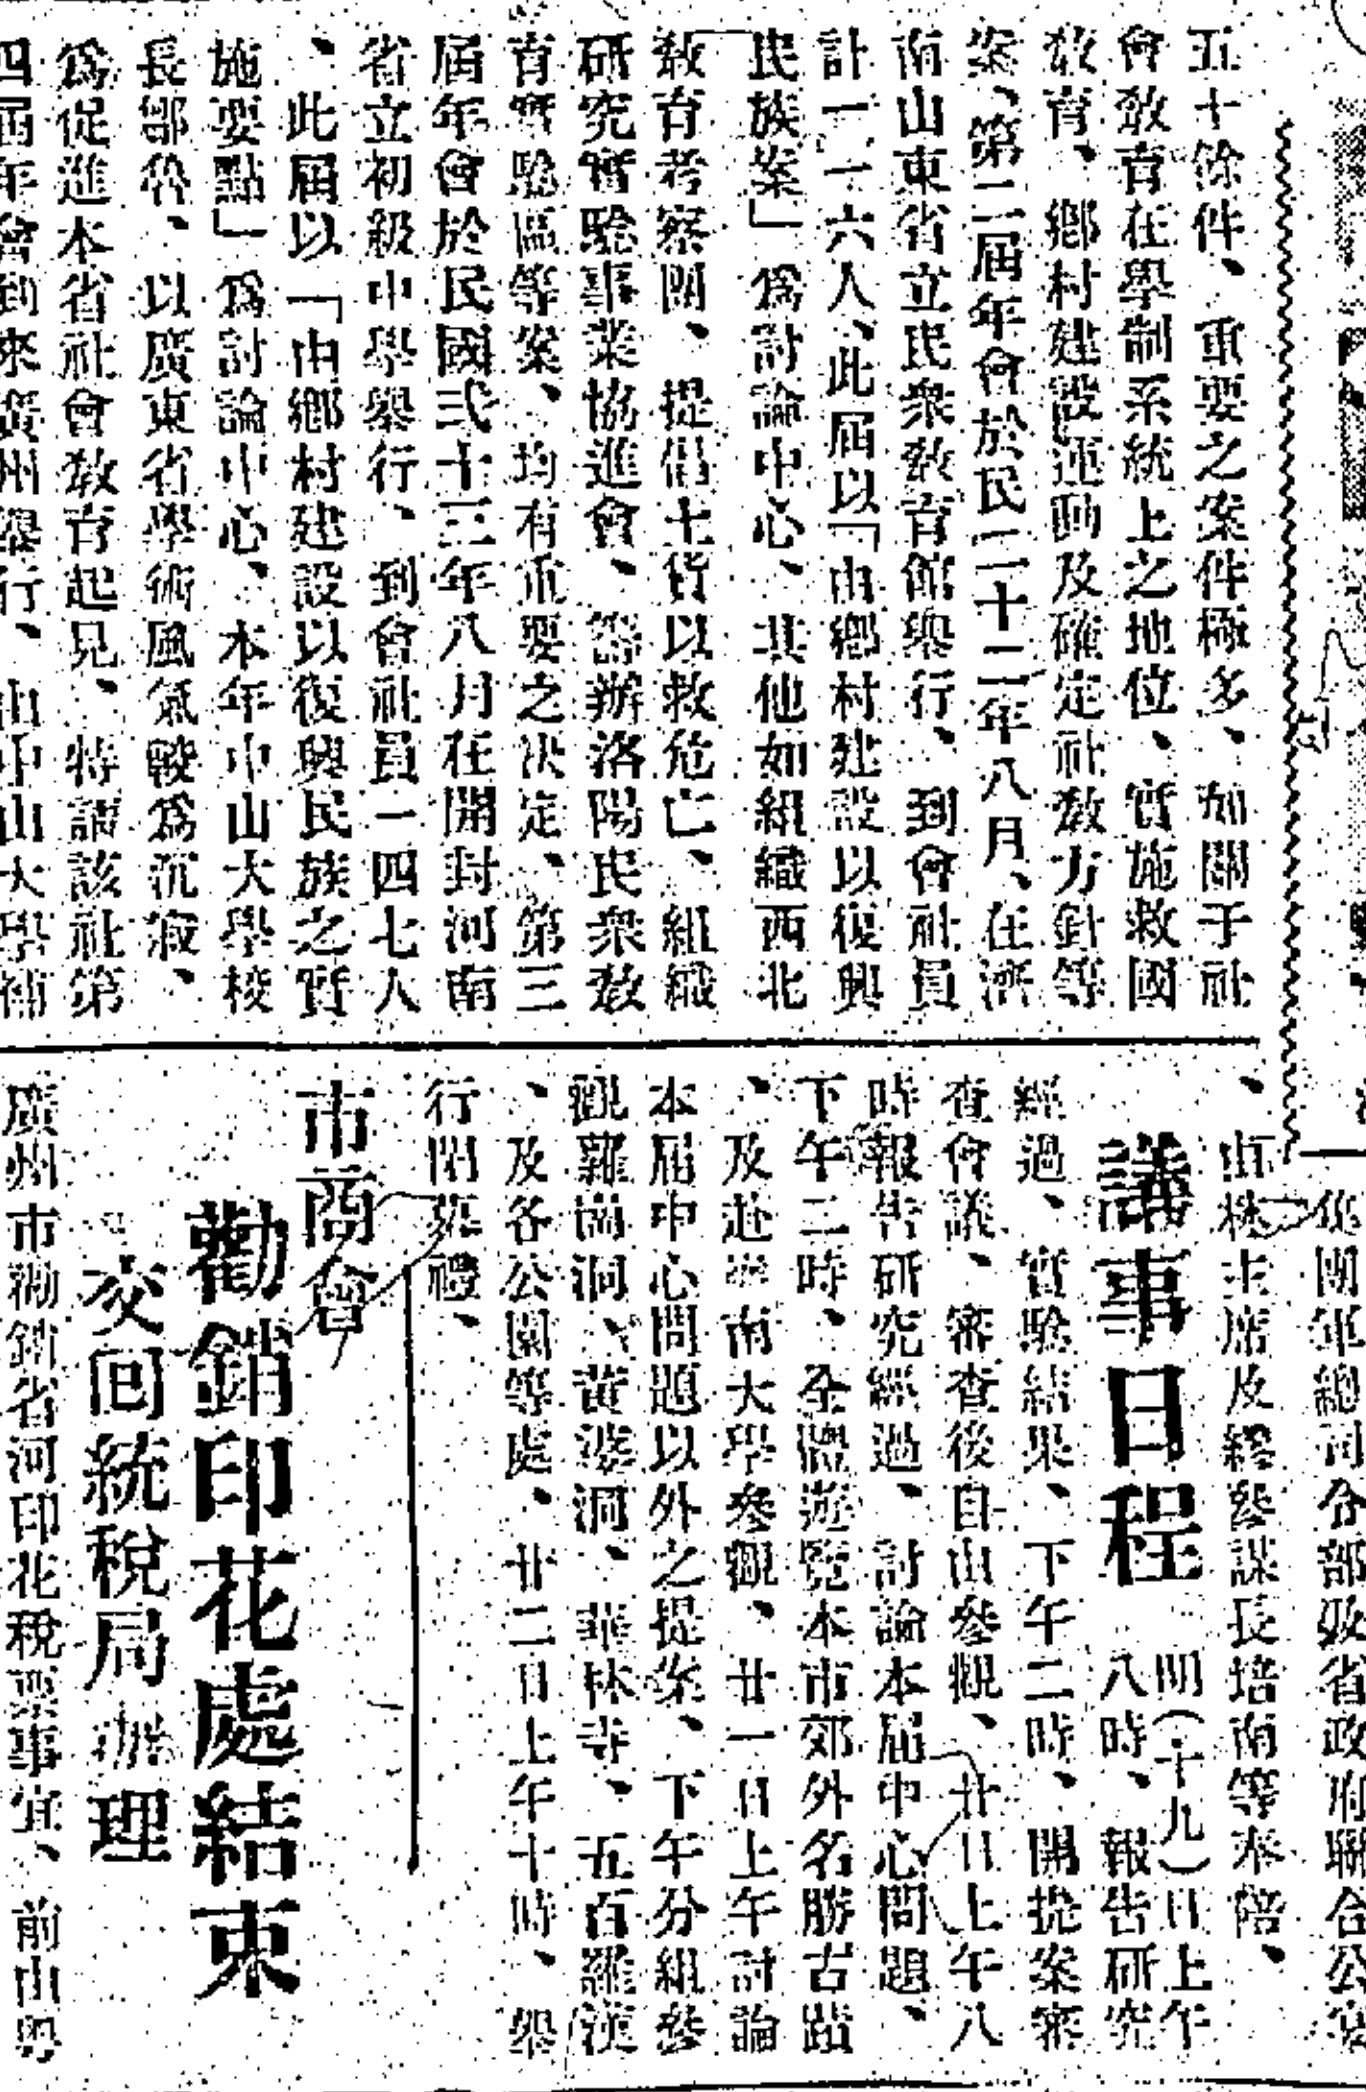 五十餘件、重要之案件極多、如關于社
會教育在學制系統上之地位、實施救國
教育、鄉村建設運動及確定社教方針等
案、第二屆年會於民二十二年八月、在濟
南山東省立民衆教育館舉行、到會社員
計一一六人、此屆以「由鄉村建設以復興
民族案」爲討論中心、其他如組織西北
教育考察團、提倡土貨以救危亡、組織
研究實驗事業協進會、籌辦洛陽民衆教
育實驗區等案、均有重要之决定、第三
屆年會於民國弍十三年八月在開封河南
省立初級中學舉行、到會社員一四七人
、此屆以「由鄉村建設以復興民族之實
施要點」爲討論中心、本年中山大學校
長鄒魯、以廣東省學術風氣較爲沉寂、
爲促進本省社會教育起見、特請該社第
四屆年會到來廣州舉行、由中山大學補
一集團軍總司令部及省政府聯合公宴
、由林主席及繆參謀長培南等奉陪、
議事日程
明（十九）日上午
八時、報告研究
經過、實驗結果、下午二時、開提案審
查會議、審查後自由參觀、廿日上午八
時報告研究經過、討論本屆中心問題、
下午二時、全體遊覽本市郊外名勝古蹟
、及赴嶺南大學參觀、廿一日上午討論
本屆中心問題以外之提案、下午分組參
觀蘿崗洞、黃婆洞、華林寺、五百羅漢
、及各公園等處、廿二日上午十時、舉
行閉幕禮、
市商會
勸銷印花處結束
交回統稅局辦理
廣州市勸銷省河印花稅票事宜、前由粵